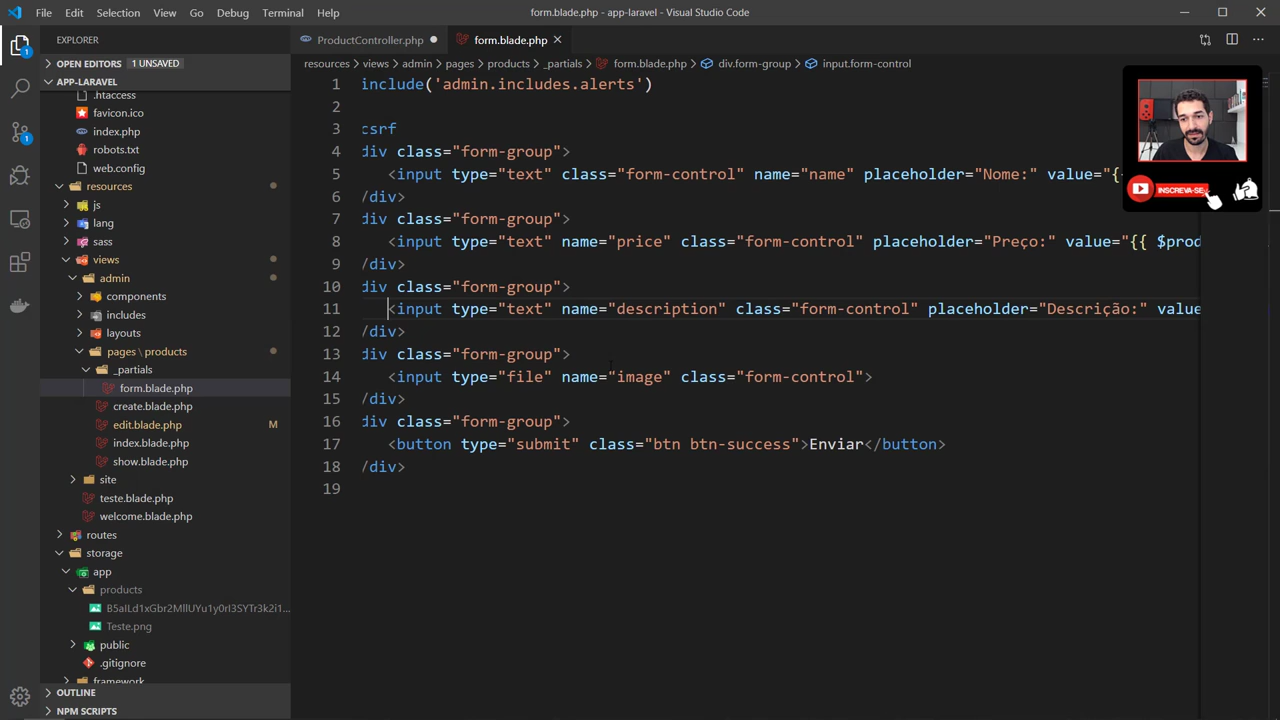 File Edit Selection View Go Debug Terminal Help
form.blade.php - app-laravel - Visual Studio Code
EXPLORER
OPEN EDITORS 1 UNSAVED
APP-LARAVEL
.htaccess
favicon.ico
index.php
robots.txt
web.config
resources
js
lang
sass
views
admin
components
includes
layouts
pages \ products
_partials
form.blade.php
create.blade.php
edit.blade.php M
index.blade.php
show.blade.php
site
teste.blade.php
welcome.blade.php
routes
storage
app
products
Teste.png
public
.gitignore
framework
OUTLINE
NPM SCRIPTS
1
1
ProductController.php
form.blade.php
resources > views > admin > pages > products > _partials > form.blade.php > div.form-group > input.form-control
1 include('admin.includes.alerts')
2
3 csrf
4 div class="form-group">
5 <input type="text" class="form-control" name="name" placeholder="Nome:" value="{
6 /div>
7 div class="form-group">
8 <input type="text" name="price" class="form-control" placeholder="Preço:" value="{{ $prod
9 /div>
10 div class="form-group">
11 <input type="text" name="description" class="form-control" placeholder="Descrição:" value
12 /div>
13 div class="form-group">
14 <input type="file" name="image" class="form-control">
15 /div>
16 div class="form-group">
17 <button type="submit" class="btn btn-success">Enviar</button>
18 /div>
19
INSCREVA-SE